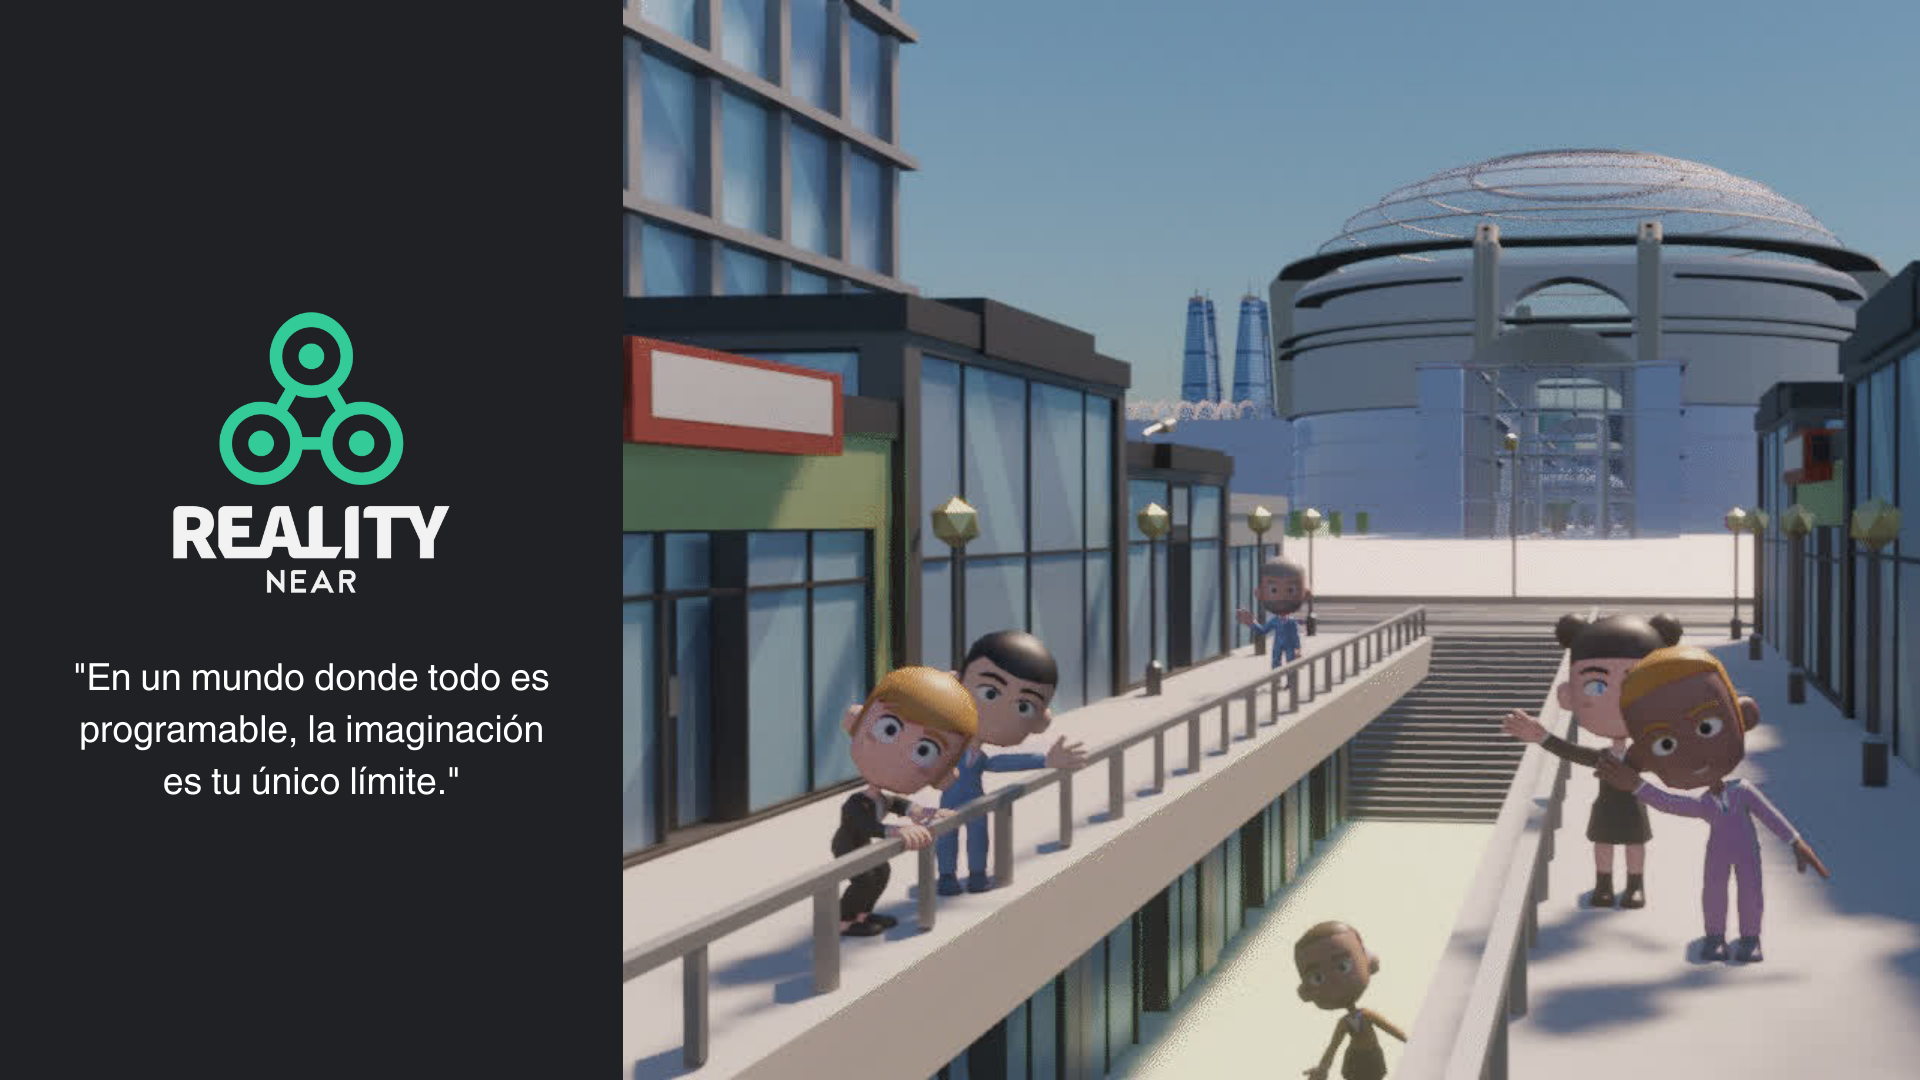 REALITY
NEAR
"En un mundo donde todo es
programable, la imaginación
es tu único límite."